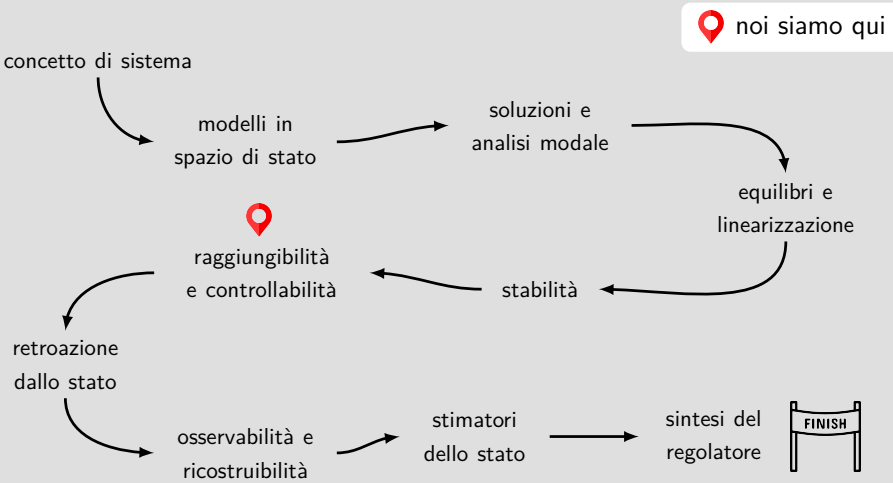 noi siamo qui
concetto di sistema
modelli in
spazio di stato
soluzioni e
analisi modale
equilibri e
linearizzazione
stabilità
raggiungibilità
e controllabilità
retroazione
dallo stato
osservabilità e
ricostruibilità
stimatori
dello stato
sintesi del
regolatore
FINISH